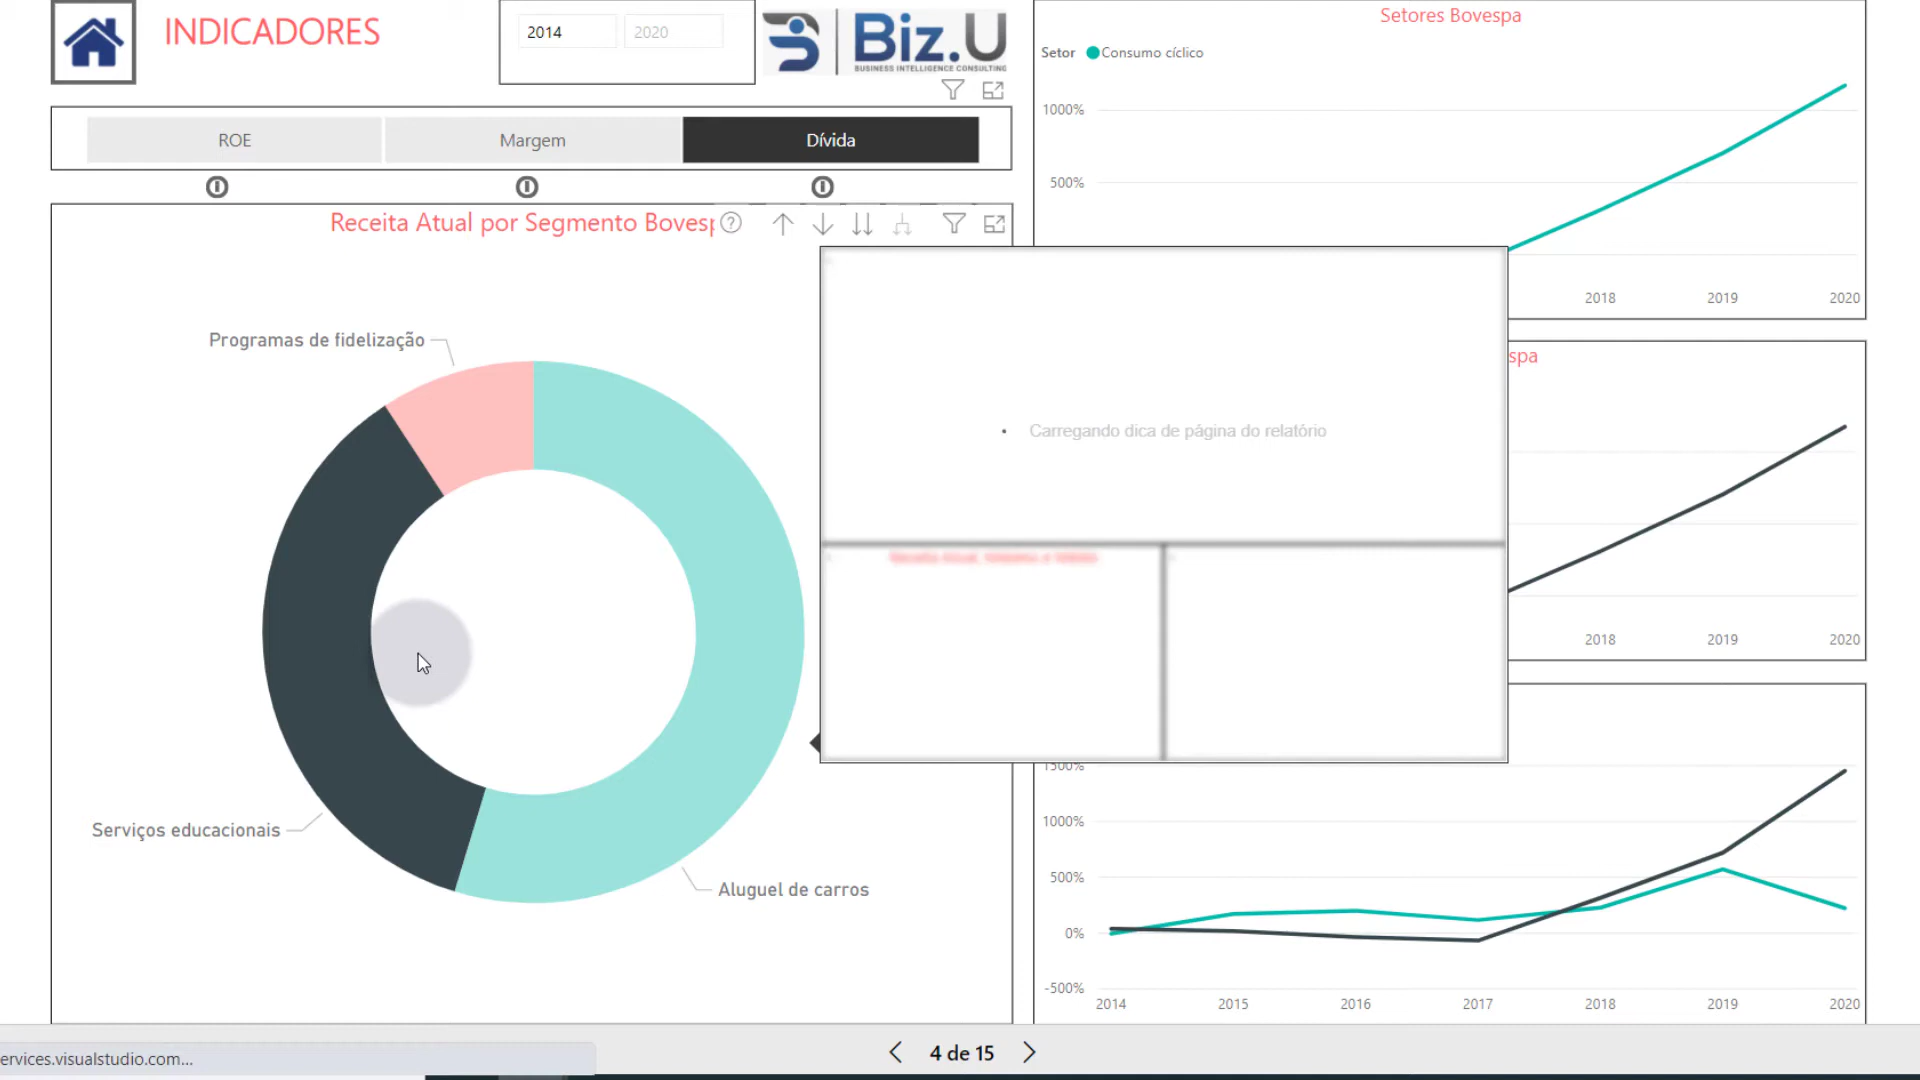 INDICADORES
2014
2020
Biz.U
BUSINESS INTELLIGENCE CONSULTING
ROE
Margem
Dívida
Receita Atual por Segmento Bovesp
Programas de fidelização
Serviços educacionais
Aluguel de carros
Setores Bovespa
Setor
Consumo cíclico
1000%
500%
2018
2019
2020
Carregando dica de página do relatório
spa
2018
2019
2020
1500%
1000%
500%
0%
-500%
2014
2015
2016
2017
2018
2019
2020
4 de 15
ervices.visualstudio.com...